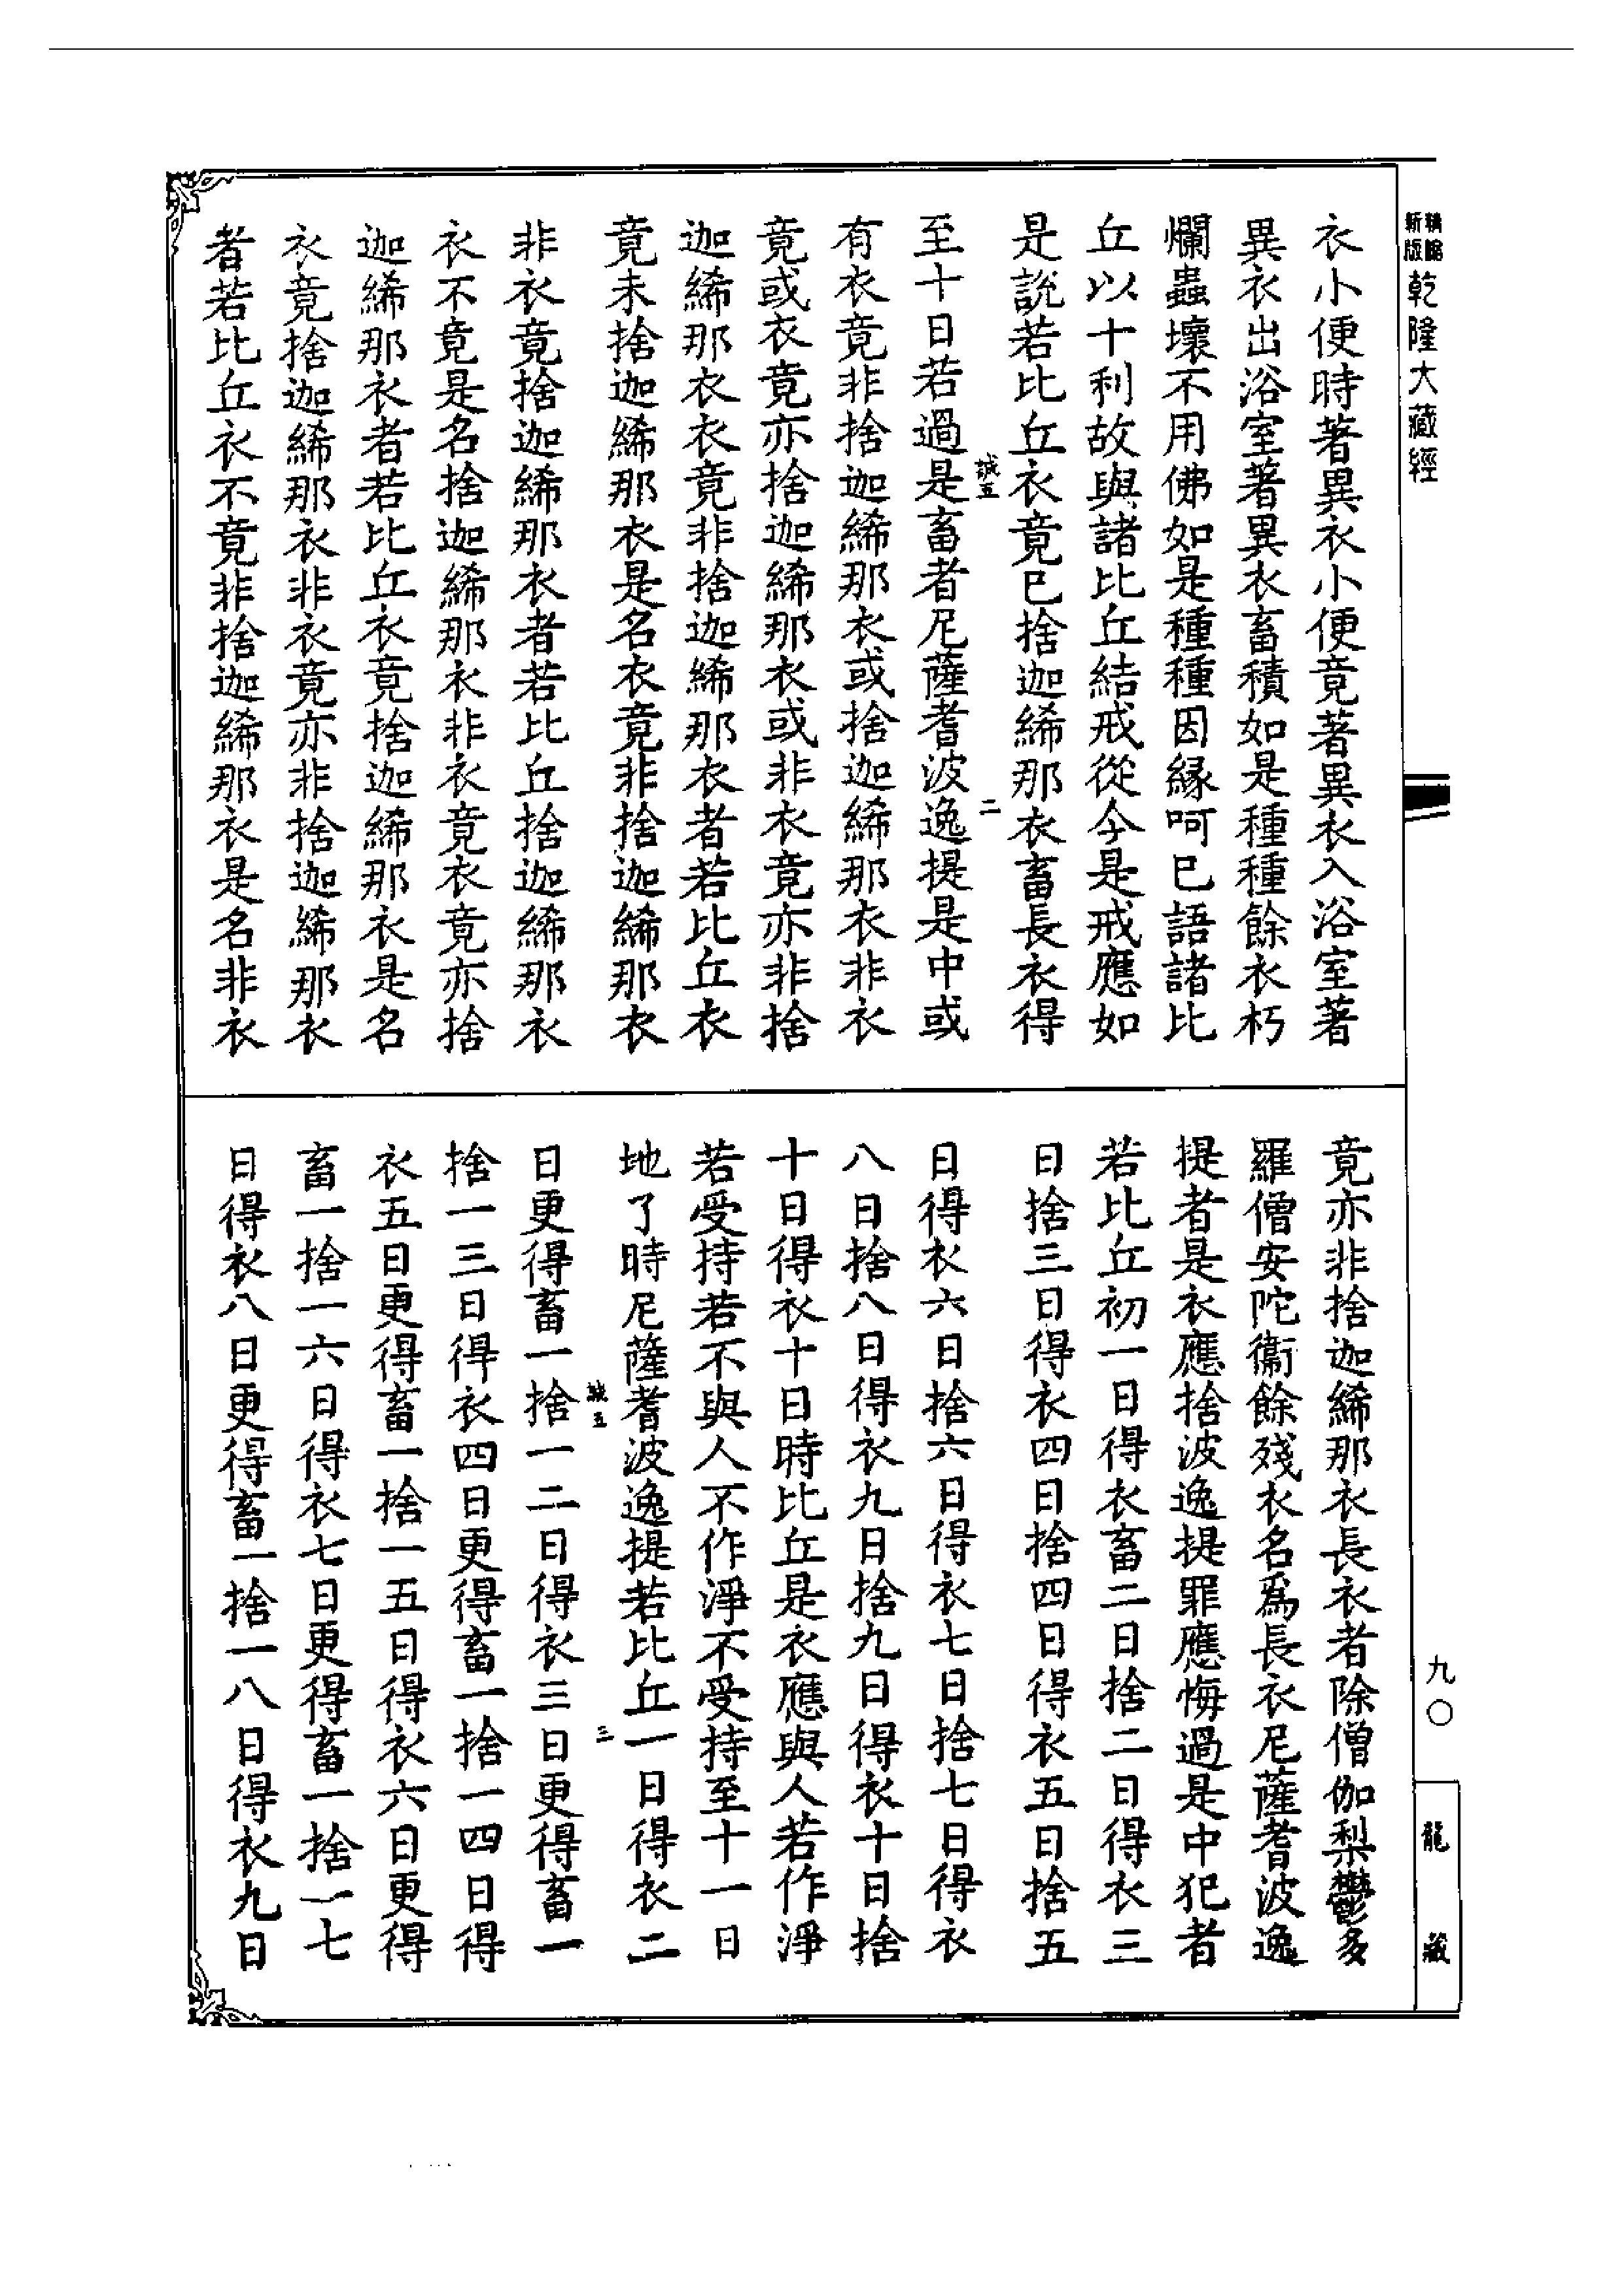 精縮新版
乾隆大藏經
衣小便時著異衣小便竟著異衣入浴室著
異衣出浴室著異衣畜積如是種種餘衣朽
爛蟲壞不用佛如是種種因緣呵已語諸比
丘以十利故與諸比丘結戒從今是戒應如
是說若比丘衣竟已捨迦絺那衣畜長衣得
誠五
二
至十日若過是畜者尼薩耆波逸提是中或
有衣竟非捨迦絺那衣或捨迦絺那衣非衣
竟或衣竟亦捨迦絺那衣或非衣竟亦非捨
迦絺那衣衣竟非捨迦絺那衣者若比丘衣
竟未捨迦絺那衣是名衣竟非捨迦絺那衣
非衣竟捨迦絺那衣者若比丘捨迦絺那衣
衣不竟是名捨迦絺那衣非衣竟衣竟亦捨
迦絺那衣者若比丘衣竟捨迦絺那衣是名
衣竟捨迦絺那衣非衣竟亦非捨迦絺那衣
者若比丘衣不竟非捨迦絺那衣是名非衣
竟亦非捨迦絺那衣長衣者除僧伽梨鬱多
羅僧安陀衞餘殘衣名爲長衣尼薩耆波逸
提者是衣應捨波逸提罪應悔過是中犯者
若比丘初一日得衣畜二日捨二日得衣三
日捨三日得衣四日捨四日得衣五日捨五
日得衣六日捨六日得衣七日捨七日得衣
八日捨八日得衣九日捨九日得衣十日捨
十日得衣十日時比丘是衣應與人若作淨
若受持若不與人不作淨不受持至十一日
地了時尼薩耆波逸提若比丘一日得衣二
誠五
三
日更得畜一捨一二日得衣三日更得畜一
捨一三日得衣四日更得畜一捨一四日得
衣五日更得畜一捨一五日得衣六日更得
畜一捨一六日得衣七日更得畜一捨一七
日得衣八日更得畜一捨一八日得衣九日
九〇
龍藏